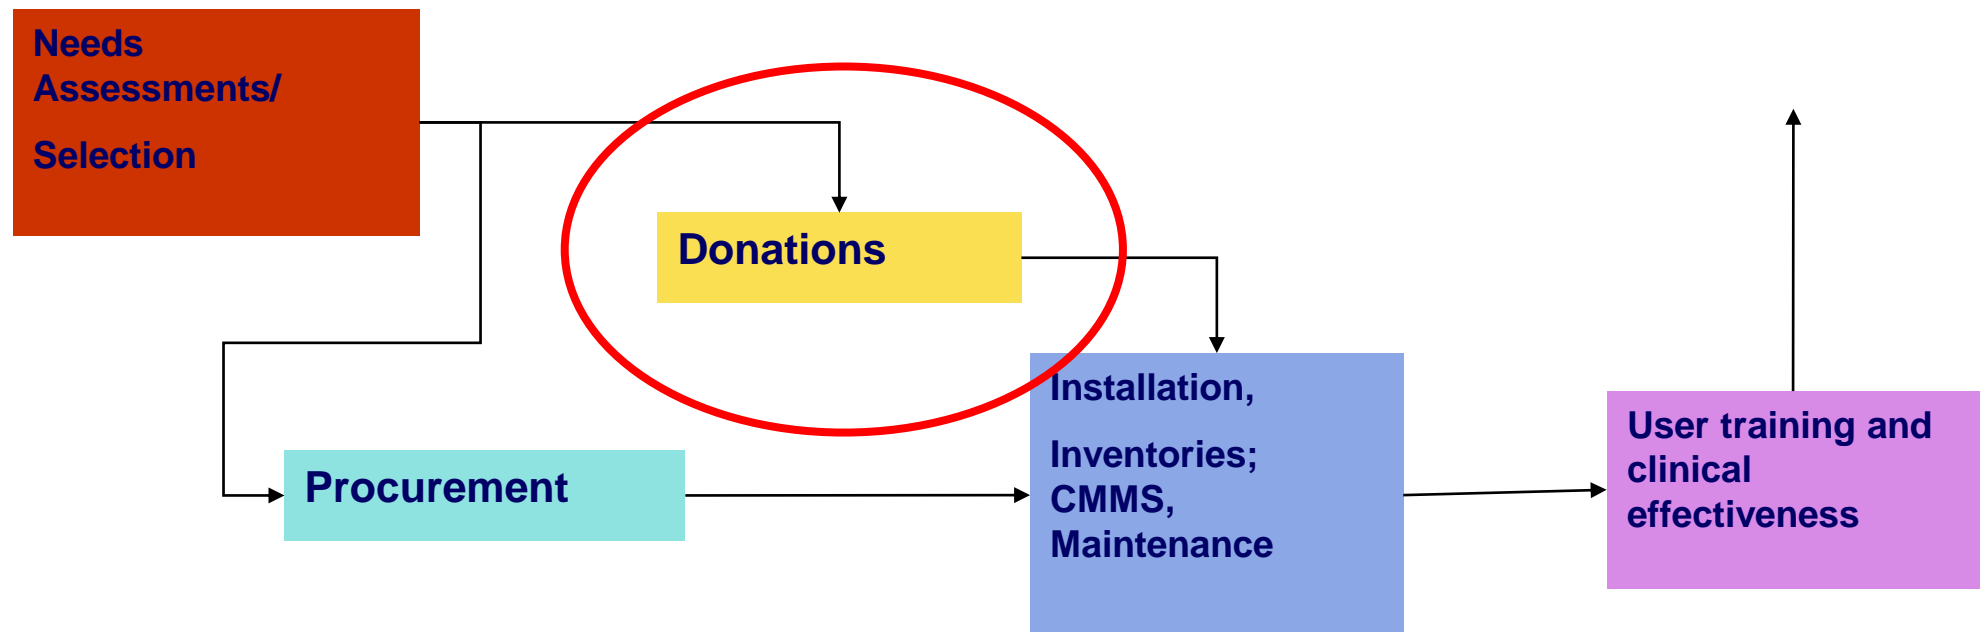 Needs
Assessments/
Selection
Donations
Procurement
Installation,
Inventories;
CMMS,
Maintenance
User training and
clinical
effectiveness